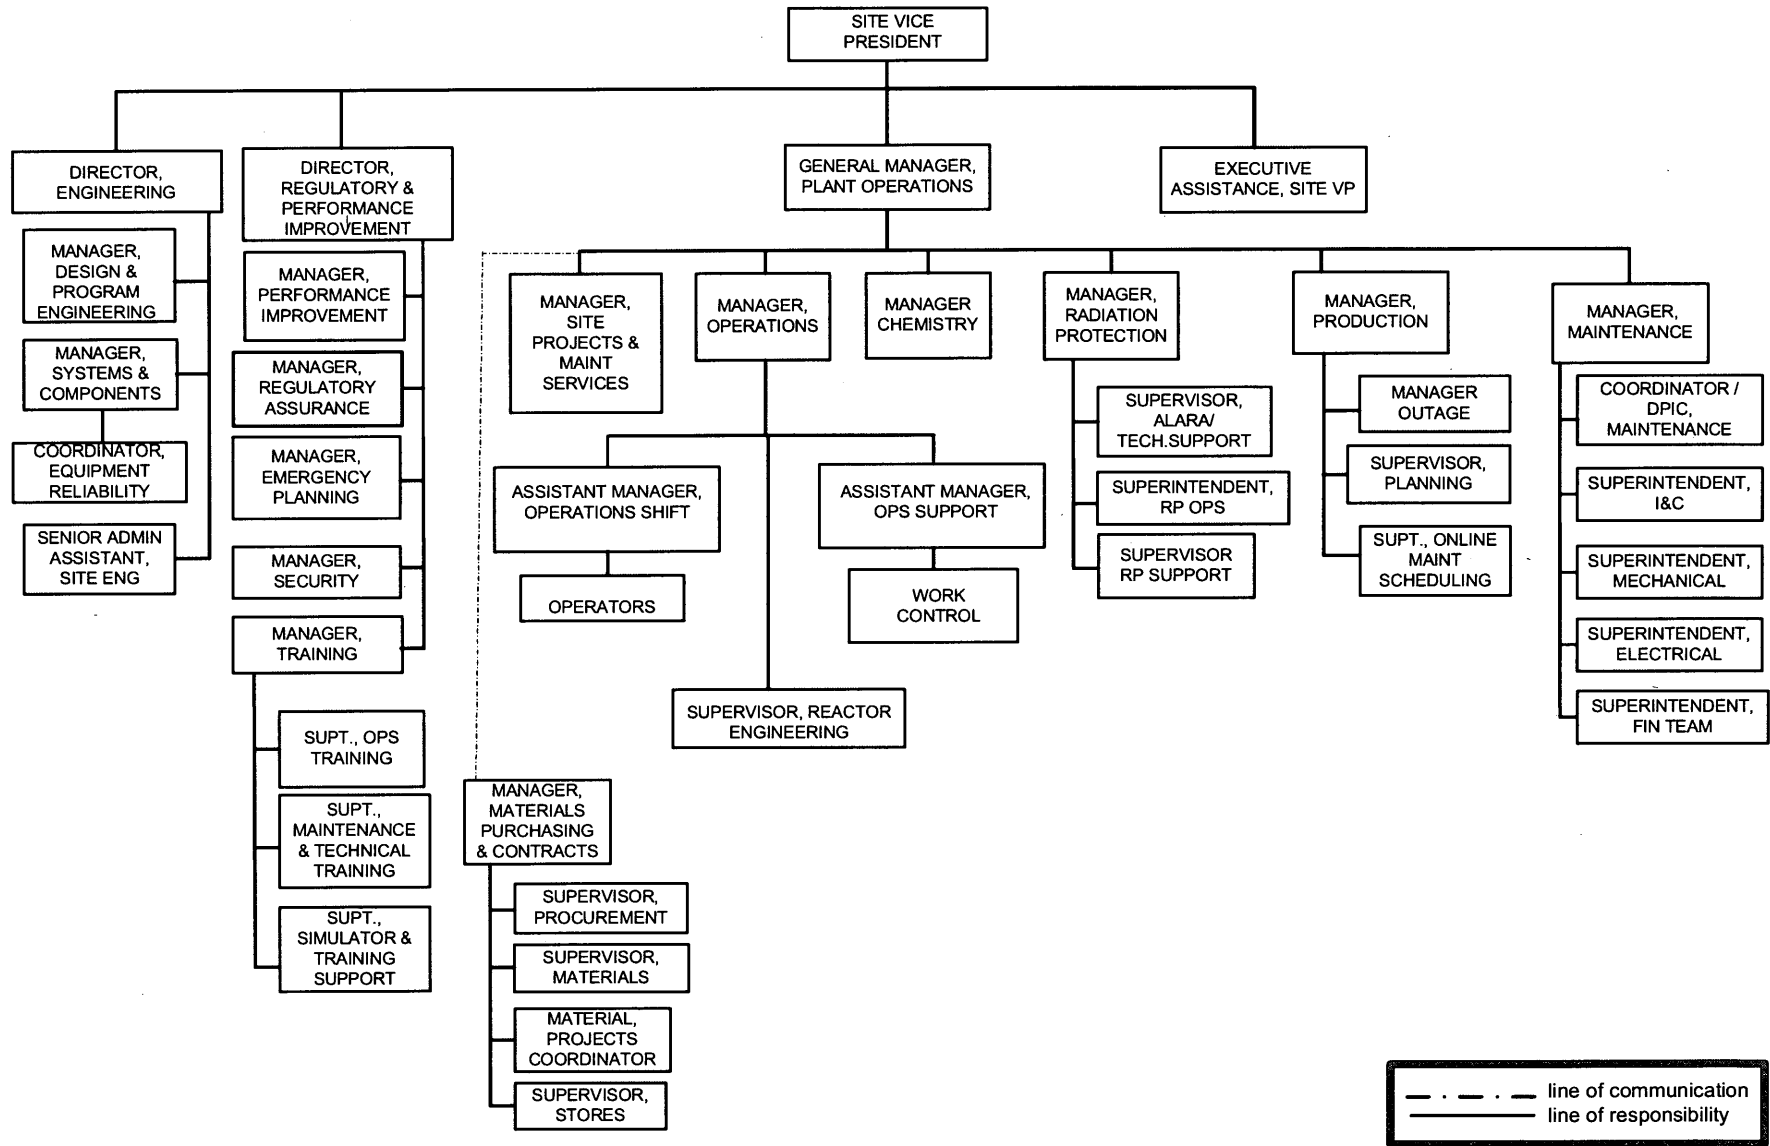 SITE VICE
PRESIDENT
DIRECTOR,
ENGINEERING
DIRECTOR,
REGULATORY &
PERFORMANCE
IMPROVEMENT
GENERAL MANAGER,
PLANT OPERATIONS
EXECUTIVE
ASSISTANCE, SITE VP
MANAGER,
DESIGN &
PROGRAM
ENGINEERING
MANAGER,
SYSTEMS &
COMPONENTS
COORDINATOR,
EQUIPMENT
RELIABILITY
SENIOR ADMIN
ASSISTANT,
SITE ENG
MANAGER,
PERFORMANCE
IMPROVEMENT
MANAGER,
REGULATORY
ASSURANCE
MANAGER,
EMERGENCY
PLANNING
MANAGER,
SECURITY
MANAGER,
TRAINING
SUPT., OPS
TRAINING
SUPT.,
MAINTENANCE
& TECHNICAL
TRAINING
SUPT.,
SIMULATOR &
TRAINING
SUPPORT
MANAGER,
SITE
PROJECTS &
MAINT
SERVICES
MANAGER,
OPERATIONS
MANAGER
CHEMISTRY
MANAGER,
RADIATION
PROTECTION
MANAGER,
PRODUCTION
MANAGER,
MAINTENANCE
ASSISTANT MANAGER,
OPERATIONS SHIFT
OPERATORS
ASSISTANT MANAGER,
OPS SUPPORT
WORK
CONTROL
SUPERVISOR, REACTOR
ENGINEERING
SUPERVISOR,
ALARA/
TECH.SUPPORT
SUPERINTENDENT,
RP OPS
SUPERVISOR
RP SUPPORT
MANAGER
OUTAGE
SUPERVISOR,
PLANNING
SUPT., ONLINE
MAINT
SCHEDULING
COORDINATOR /
DPIC,
MAINTENANCE
SUPERINTENDENT,
I&C
SUPERINTENDENT,
MECHANICAL
SUPERINTENDENT,
ELECTRICAL
SUPERINTENDENT,
FIN TEAM
MANAGER,
MATERIALS
PURCHASING
& CONTRACTS
SUPERVISOR,
PROCUREMENT
SUPERVISOR,
MATERIALS
MATERIAL,
PROJECTS
COORDINATOR
SUPERVISOR,
STORES
line of communication
line of responsibility